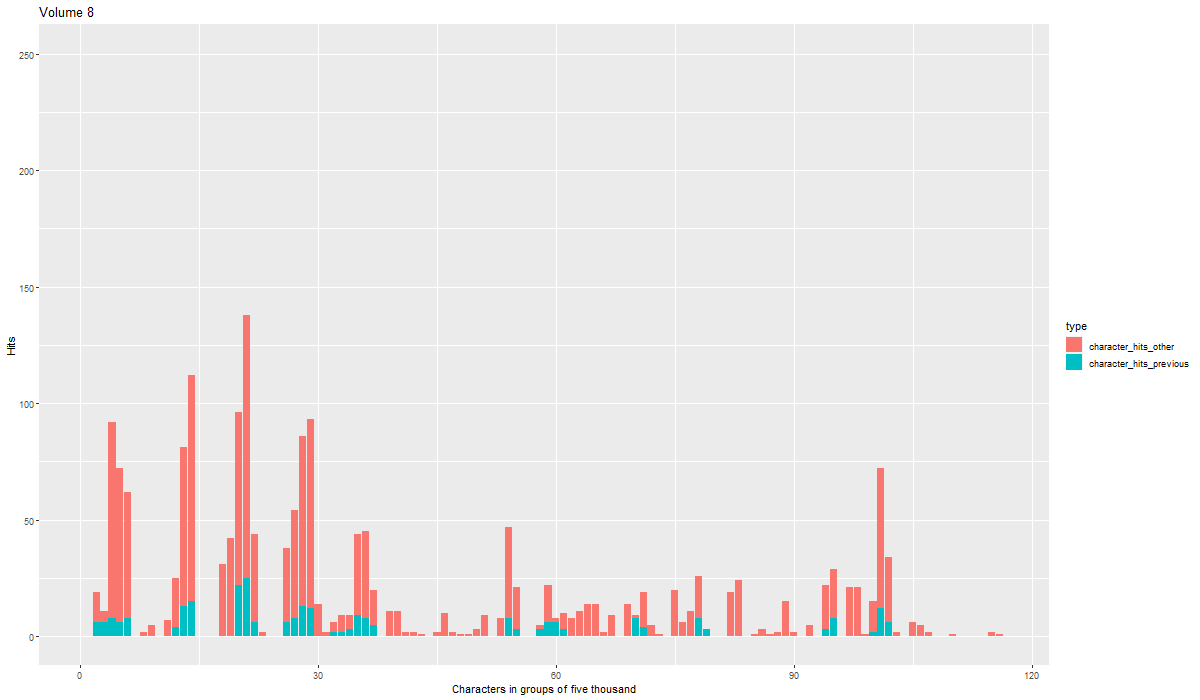 Volume 8
250
200
150
100
50
0
Hits
0 30 60 90 120
Characters in groups of five thousand
type
character_hits_other
character_hits_previous